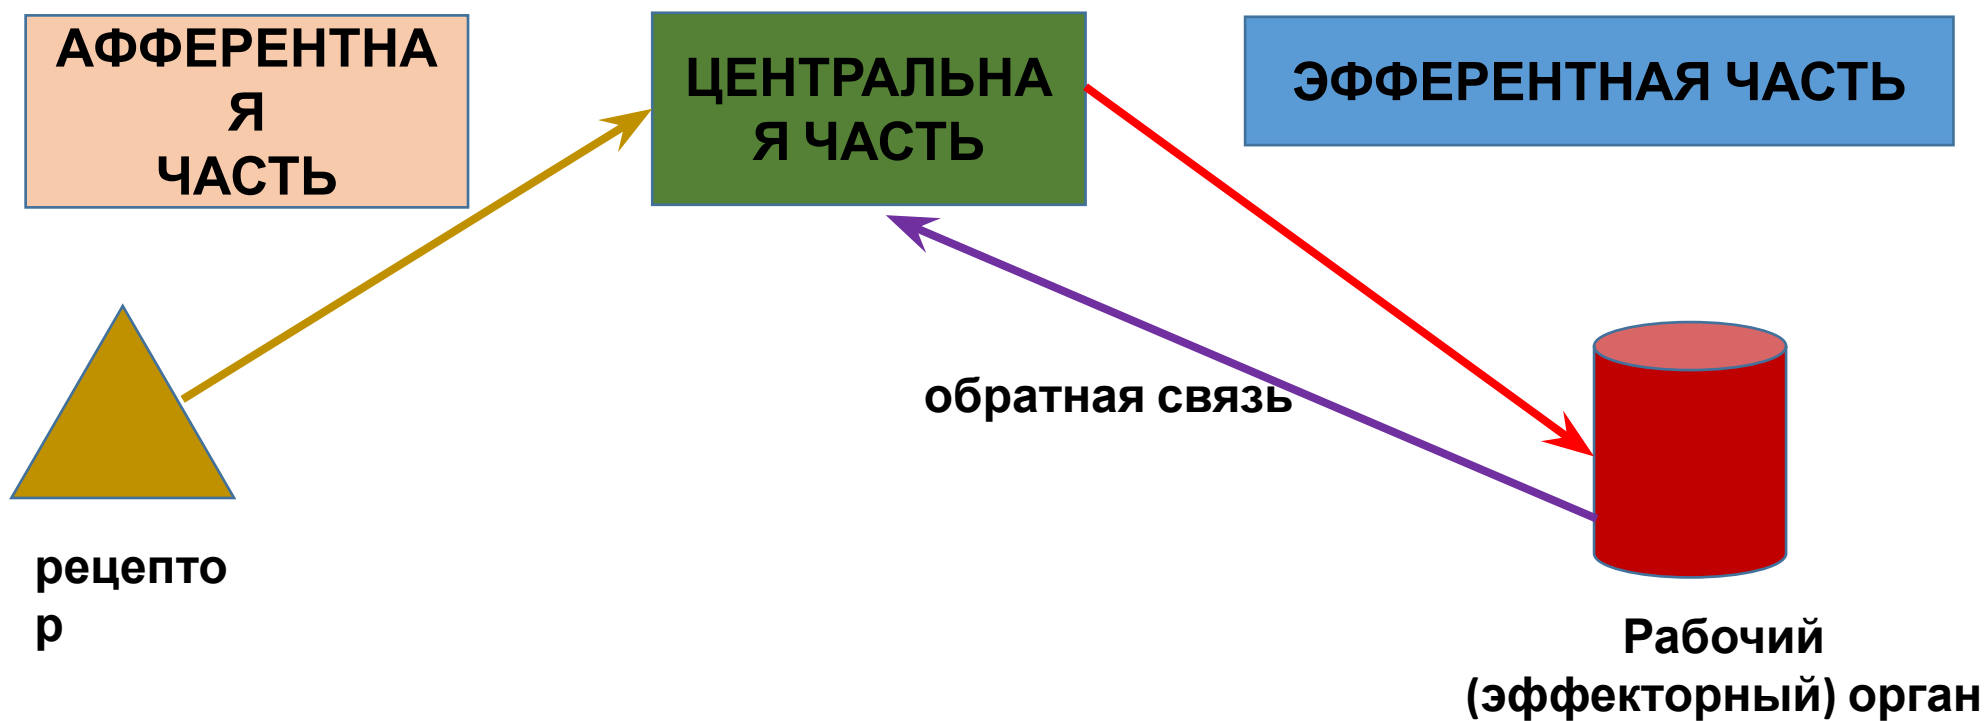 АФФЕРЕНТНА
Я
ЧАСТЬ
ЦЕНТРАЛЬНА
Я ЧАСТЬ
ЭФФЕРЕНТНАЯ ЧАСТЬ
обратная связь
рецепто
р
Рабочий
(эффекторный) орган